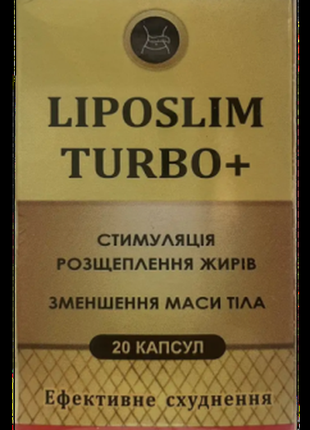 LIPOSLIM
TURBO+
СТИМУЛЯЦІЯ
РОЗЩЕПЛЕННЯ ЖИРІВ
ЗМЕНШЕННЯ МАСИ ТІЛА
20 КАПСУЛ
Ефективне схуднення